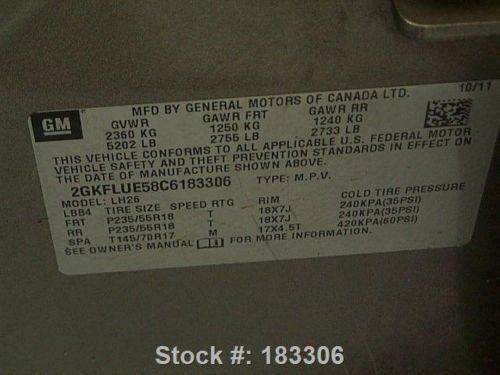 10/11
MFD BY GENERAL MOTORS OF CANADA LTD.
GM
GVWR GAWR FRT GAWR RR
2360 KG 1250 KG 1240 KG
5202 LB 2755 LB 2733 LB
THIS VEHICLE CONFORMS TO ALL APPLICABLE FEDERAL
VEHICLE SAFETY AND THEFT PREVENTION STANDARDS IN EFFECT ON
THE DATE OF MANUFACTURE SHOWN ABOVE.
2GKFLUE58C6183306 TYPE: M.P.V.
MODEL: LH26
LBB4 TIRE SIZE SPEED RTG RIM COLD TIRE PRESSURE
FRT P235/55R18 T 18X7J 240KPA(35PSI)
RR P235/55R18 T 18X7J 240KPA(35PSI)
SPA T145/70R17 M 17X4.5T 420KPA(60PSI)
SEE OWNER'S MANUAL FOR MORE INFORMATION.
Stock #: 183306